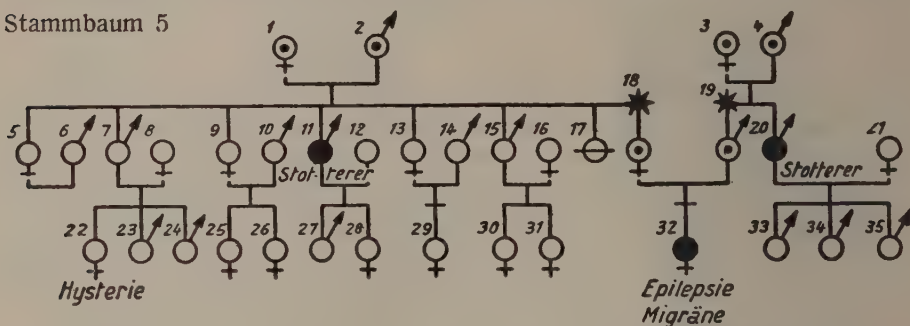 Stammbaum 5
1 2 3 4
18 19
5 6 7 8 9 10 11 12 13 14 15 16 17 20 21
Stotterer Stotterer
22 23 24 25 26 27 28 29 30 31 32 33 34 35
Hysterie Epilepsie
Migräne